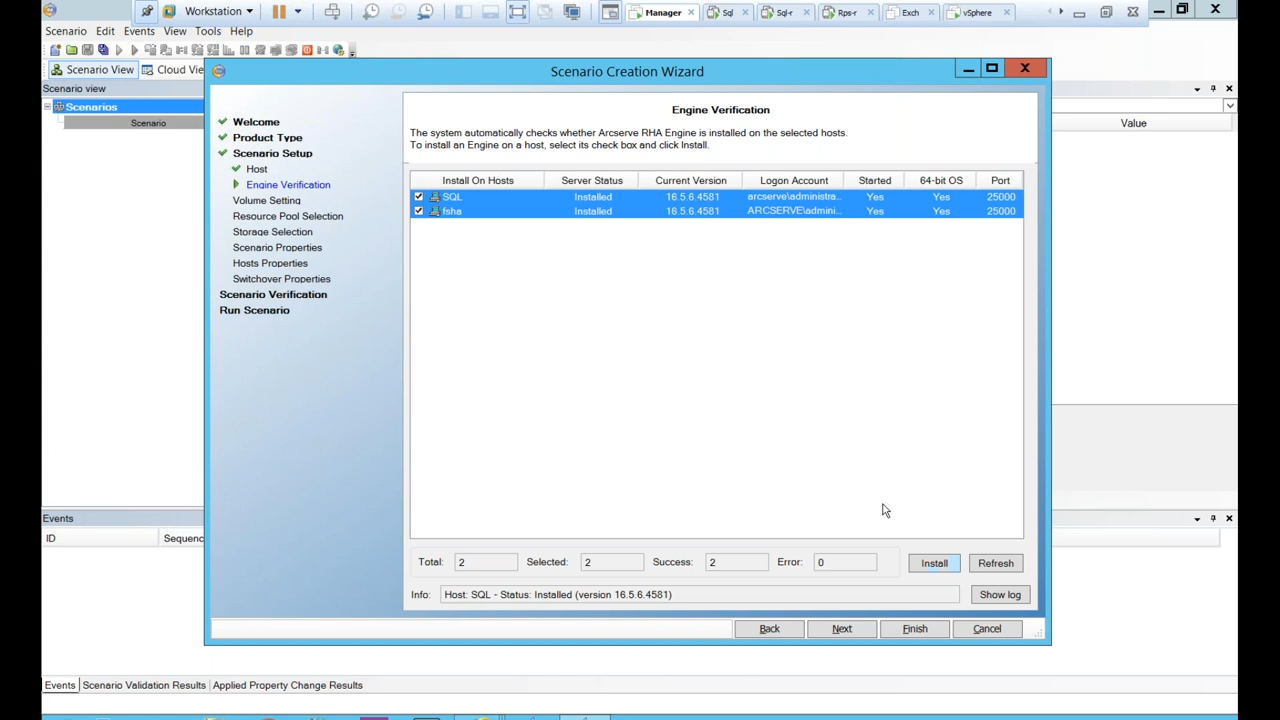 Workstation
Manager
Sql
Sql-r
Rps-r
Exch
vSphere
Scenario Edit Events View Tools Help
Scenario View
Cloud Vie
Scenario view
Scenarios
Scenario
Value
Scenario Creation Wizard
Welcome
Product Type
Scenario Setup
Host
Engine Verification
Volume Setting
Resource Pool Selection
Storage Selection
Scenario Properties
Hosts Properties
Switchover Properties
Scenario Verification
Run Scenario
Engine Verification
The system automatically checks whether Arcserve RHA Engine is installed on the selected hosts.
To install an Engine on a host, select its check box and click Install.
Install On Hosts Server Status Current Version Logon Account Started 64-bit OS Port
SQL Installed 16.5.6.4581 arcserve\administra.. Yes Yes 25000
fsha Installed 16.5.6.4581 ARCSERVE\admini.. Yes Yes 25000
Total: 2 Selected: 2 Success: 2 Error: 0 Install Refresh
Info: Host: SQL - Status: Installed (version 16.5.6.4581) Show log
Back Next Finish Cancel
Events
ID Sequenc
Events Scenario Validation Results Applied Property Change Results